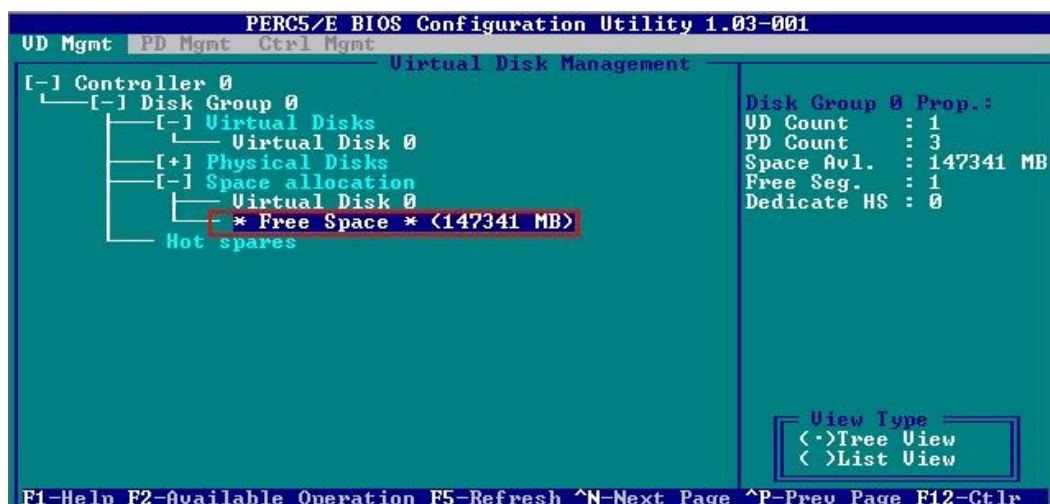 PERC5/E BIOS Configuration Utility 1.03-001
VD Mgmt PD Mgmt Ctrl Mgmt
Virtual Disk Management
[-] Controller 0
[-] Disk Group 0
[-] Virtual Disks
Virtual Disk 0
[+] Physical Disks
[-] Space allocation
Virtual Disk 0
* Free Space * (147341 MB)
Hot spares
Disk Group 0 Prop.:
VD Count : 1
PD Count : 3
Space Avl. : 147341 MB
Free Seg. : 1
Dedicate HS : 0
View Type
(·)Tree View
( )List View
F1-Help F2-Available Operation F5-Refresh ^N-Next Page ^P-Prev Page F12-Ctlr